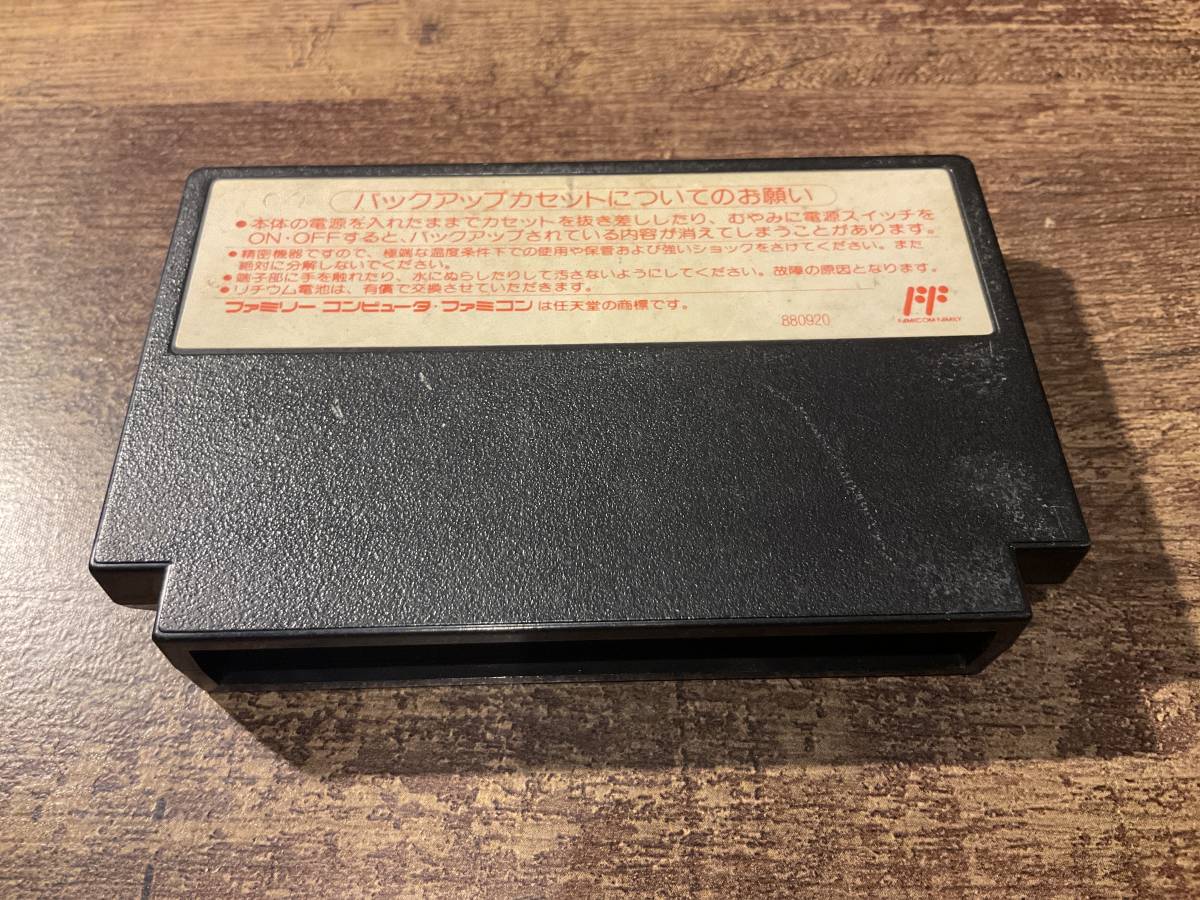 バックアップカセットについてのお願い
●本体の電源を入れたままでカセットを抜き差ししたり、むやみに電源スイッチを
ON・OFFすると、バックアップされている内容が消えてしまうことがあります。
●精密機器ですので、極端な温度条件下での使用や保管および強いショックをさけてください。また
絶対に分解しないでください。
●端子部に手を触れたり、水にぬらしたりして汚さないようにしてください。故障の原因となります。
●リチウム電池は、有償で交換させていただきます。
ファミリーコンピュータ・ファミコンは任天堂の商標です。
880920
FAMICOM FAMILY